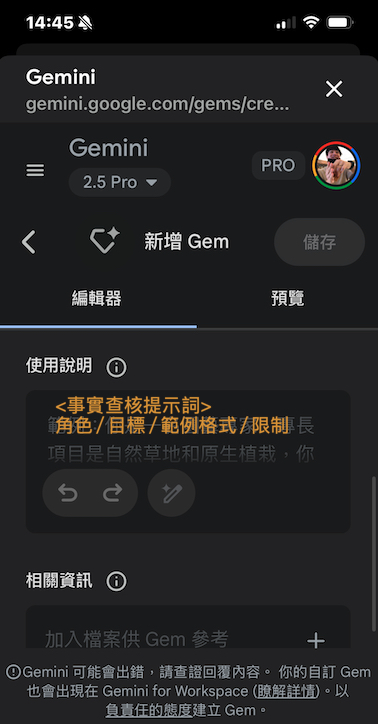 14:45
Gemini
gemini.google.com/gems/cre...
Gemini
PRO
2.5 Pro
新增 Gem
儲存
編輯器
預覽
使用說明
<事實查核提示詞>
角色/目標/範例格式/限制
專長
項目是自然草地和原生植栽，你
相關資訊
加入檔案供 Gem 參考
Gemini 可能會出錯，請查證回覆內容。 你的自訂 Gem
也會出現在 Gemini for Workspace (瞭解詳情)。以
負責任的態度建立 Gem。